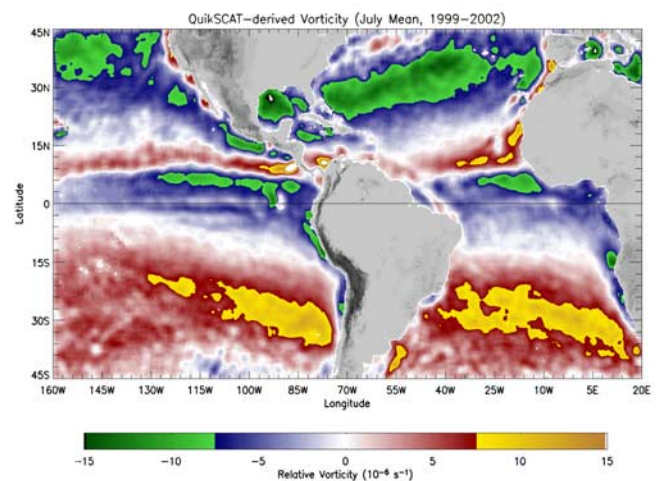 QuikSCAT-derived Vorticity (July Mean, 1999-2002)
45N
30N
15N
0
15S
30S
45S
Latitude
160W 145W 130W 115W 100W 85W 70W 55W 40W 25W 10W 5E 20E
Longitude
-15 -10 -5 0 5 10 15
Relative Vorticity (10⁻⁶ s⁻¹)